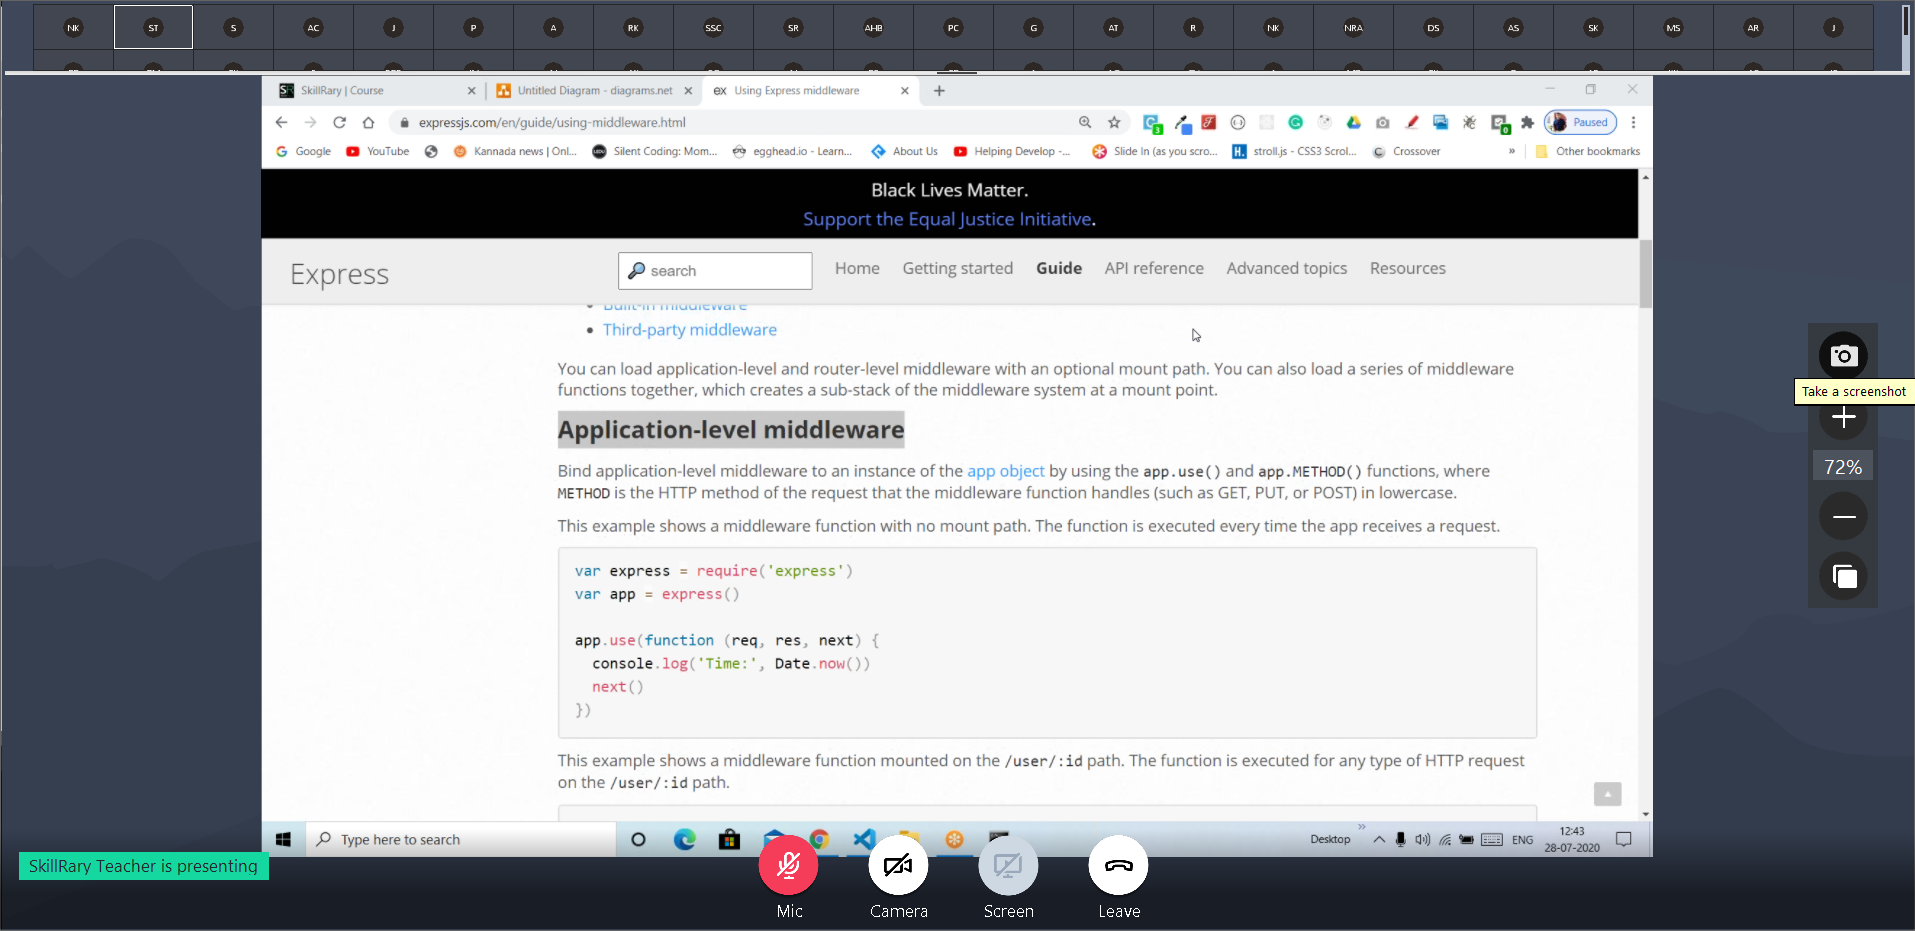 NK ST S AC J P A RK SSC SR AHB PC G AT R NK NRA DS AS SK MS AR J
SR SkillRary | Course
Untitled Diagram - diagrams.net
ex Using Express middleware
expressjs.com/en/guide/using-middleware.html
Paused
Google
YouTube
Kannada news | Onl...
Silent Coding: Mom...
egghead.io - Learn...
About Us
Helping Develop -...
Slide In (as you scro...
H. stroll.js - CSS3 Scrol...
Crossover
»
Other bookmarks
Black Lives Matter.
Support the Equal Justice Initiative.
Express
search
Home
Getting started
Guide
API reference
Advanced topics
Resources
Built-in middleware
• Third-party middleware
You can load application-level and router-level middleware with an optional mount path. You can also load a series of middleware
functions together, which creates a sub-stack of the middleware system at a mount point.
Take a screenshot
Application-level middleware
72%
Bind application-level middleware to an instance of the app object by using the app.use() and app.METHOD() functions, where
METHOD is the HTTP method of the request that the middleware function handles (such as GET, PUT, or POST) in lowercase.
This example shows a middleware function with no mount path. The function is executed every time the app receives a request.
var express = require('express')
var app = express()
app.use(function (req, res, next) {
console.log('Time:', Date.now())
next()
})
This example shows a middleware function mounted on the /user/:id path. The function is executed for any type of HTTP request
on the /user/:id path.
Type here to search
Desktop
»
ENG
12:43
28-07-2020
SkillRary Teacher is presenting
Mic
Camera
Screen
Leave